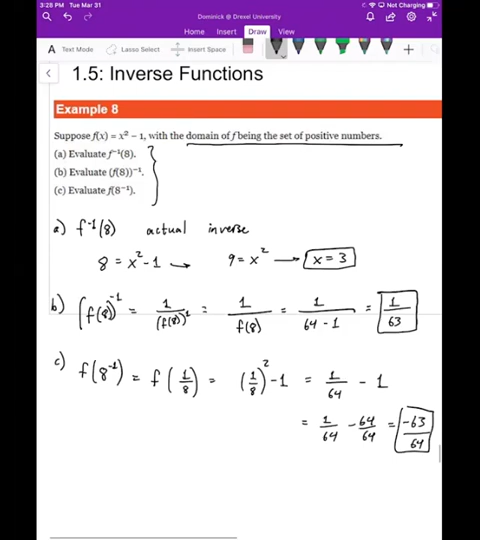 3:28 PM Tue Mar 31
Not Charging
Dominick @ Drexel University
Home Insert Draw View
A Text Mode Lasso Select Insert Space
1.5: Inverse Functions
Example 8
Suppose f(x) = x² − 1, with the domain of f being the set of positive numbers.
(a) Evaluate f⁻¹(8).
(b) Evaluate (f(8))⁻¹.
(c) Evaluate f(8⁻¹).
a) f⁻¹(8) actual inverse
8 = x² - 1 → 9 = x² → x = 3
b) (f(8))⁻¹ = 1/(f(8))¹ = 1/f(8) = 1/(64 - 1) = 1/63
c) f(8⁻¹) = f(1/8) = (1/8)² - 1 = 1/64 - 1
= 1/64 - 64/64 = -63/64